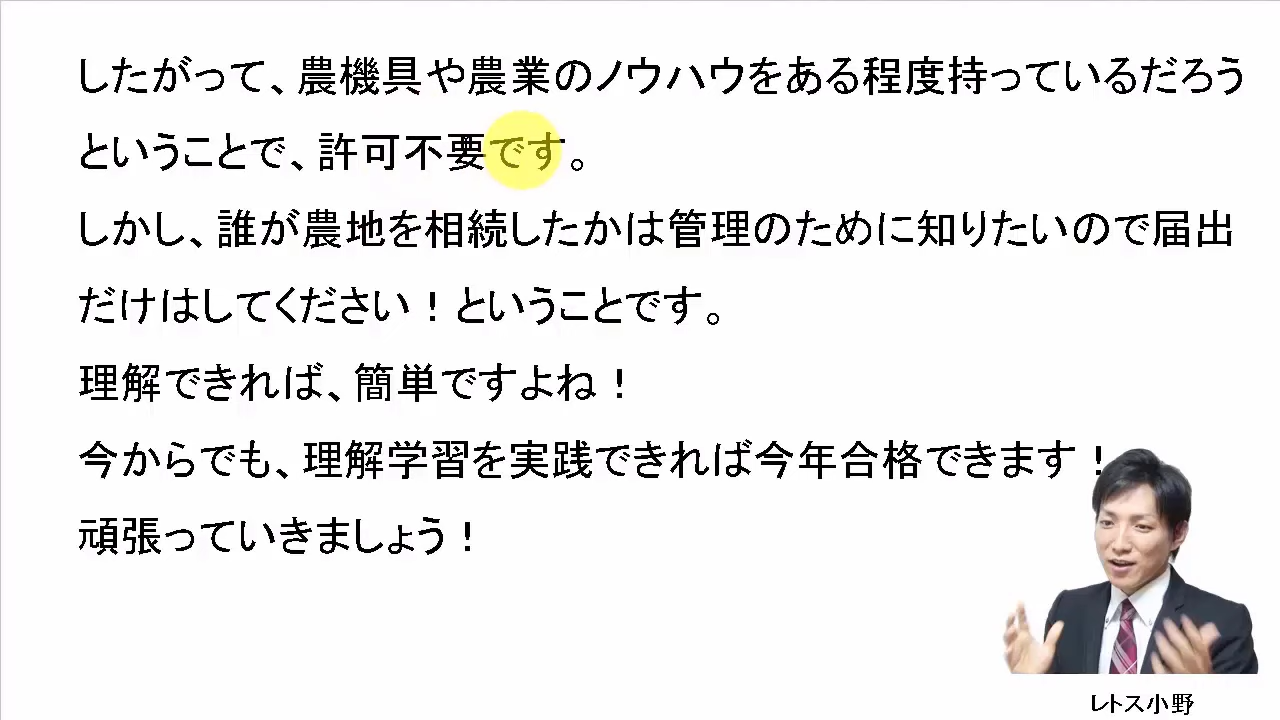 したがって、農機具や農業のノウハウをある程度持っているだろう
ということで、許可不要です。
しかし、誰が農地を相続したかは管理のために知りたいので届出
だけはしてください！ということです。
理解できれば、簡単ですよね！
今からでも、理解学習を実践できれば今年合格できます！
頑張っていきましょう！
レトス小野